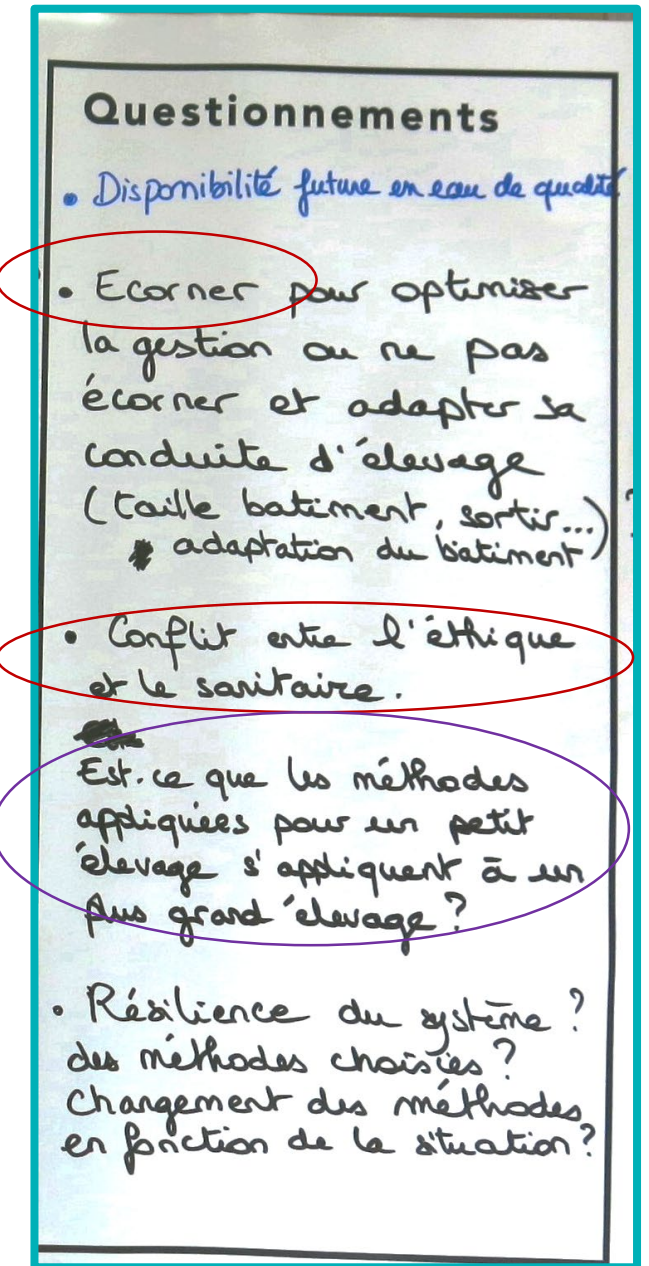 Questionnements
• Disponibilité future en eau de qualité
• Ecorner pour optimiser
la gestion ou ne pas
écorner et adapter sa
conduite d'élevage
(taille batiment, sortir...) ?
adaptation du bâtiment
• Conflit entre l'éthique
et le sanitaire.
Est-ce que les méthodes
appliquées pour un petit
élevage s'appliquent à un
plus grand élevage ?
• Résilience du système ?
des méthodes choisies ?
Changement des méthodes
en fonction de la situation ?